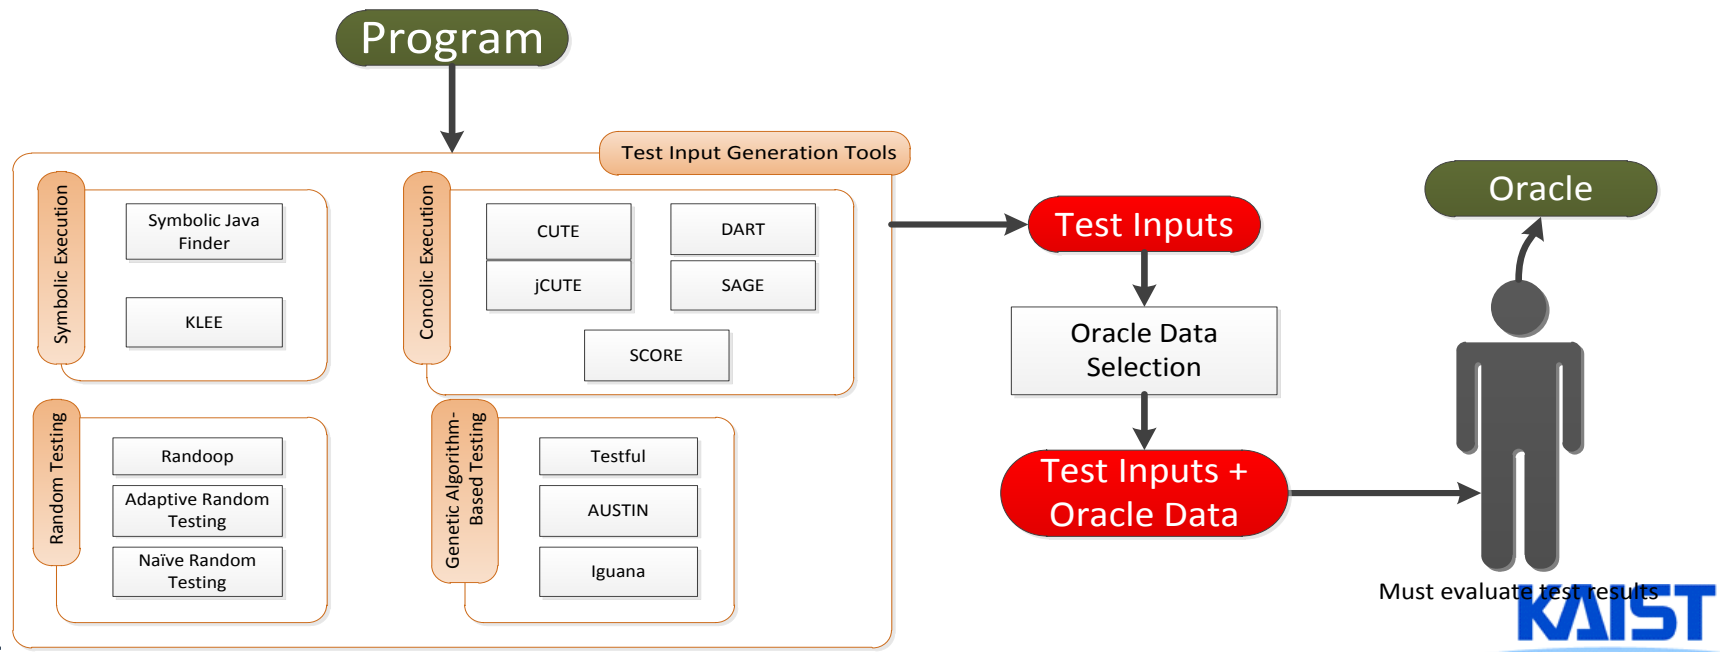 Program
Test Input Generation Tools
Symbolic Execution
Symbolic Java
Finder
KLEE
Concolic Execution
CUTE
DART
jCUTE
SAGE
SCORE
Random Testing
Randoop
Adaptive Random
Testing
Naïve Random
Testing
Genetic Algorithm-
Based Testing
Testful
AUSTIN
Iguana
Test Inputs
Oracle Data
Selection
Test Inputs +
Oracle Data
Oracle
Must evaluate test results
KAIST